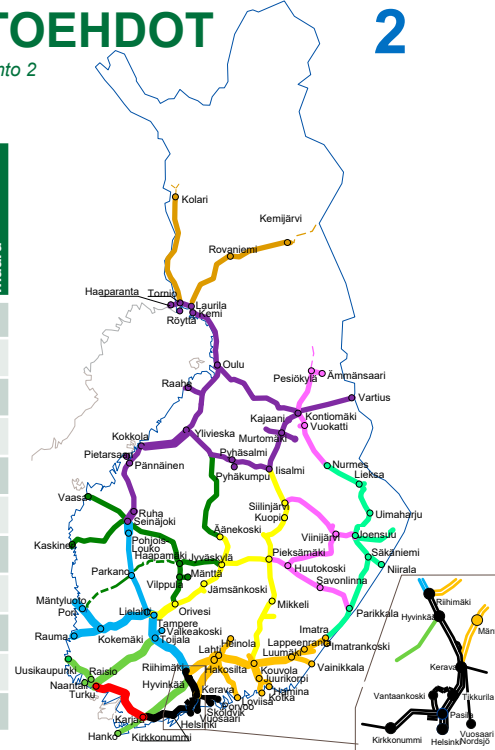 TOEHDOT
2
nto 2
Kolari
Kemijärvi
Rovaniemi
Haaparanta
Tornio
Laurila
Kemi
Röyttä
Oulu
Raahe
Pesiökylä
Ämmänsaari
Vartius
Kajaani
Kontiomäki
Vuokatti
Murtomäki
Kokkola
Ylivieska
Pietarsaari
Pännäinen
Pyhäsalmi
Pyhäkumpu
Iisalmi
Nurmes
Lieksa
Vaasa
Ruha
Seinäjoki
Siilinjärvi
Kuopio
Uimaharju
Äänekoski
Kaskinen
Pohjois
Louko
Haapamäki
Jyväskylä
Pieksämäki
Viinijärvi
Joensuu
Säkäniemi
Niirala
Parkano
Mänttä
Vilppula
Huutokoski
Savonlinna
Jämsänkoski
Mäntyluoto
Pori
Lielahti
Orivesi
Mikkeli
Parikkala
Tampere
Valkeakoski
Rauma
Kokemäki
Toijala
Heinola
Imatra
Imatrankoski
Lappeenranta
Lahti
Luumäki
Uusikaupunki
Raisio
Riihimäki
Hakosilta
Kouvola
Vainikkala
Naantali
Turku
Hyvinkää
Juurikorpi
Kerava
Hamina
Kotka
Loviisa
Porvoo
Sköldvik
Vuosaari
Karjaa
Helsinki
Hanko
Kirkkonummi
Riihimäki
Hyvinkää
Män
Kerava
Vantaankoski
Tikkurila
Pasila
Kirkkonummi
Helsinki
Vuosaari
Nordsjö